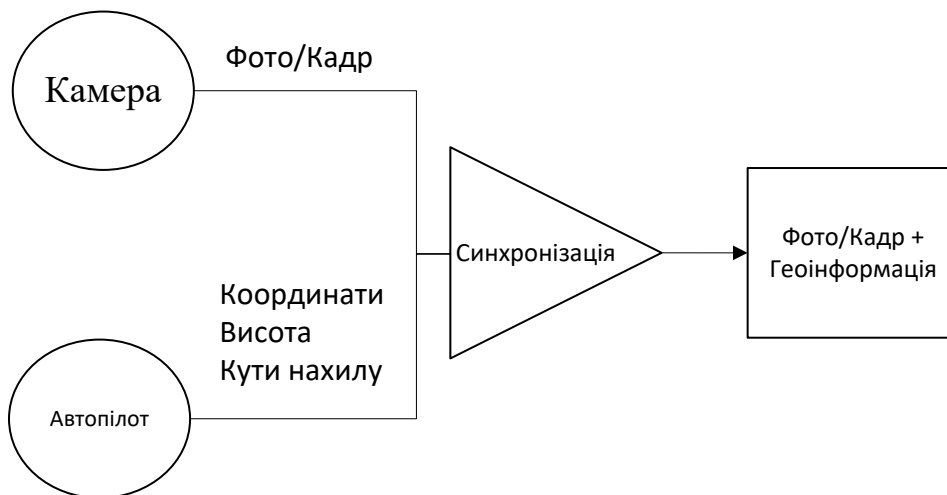 Камера
Фото/Кадр
Синхронізація
Фото/Кадр +
Геоінформація
Координати
Висота
Кути нахилу
Автопілот